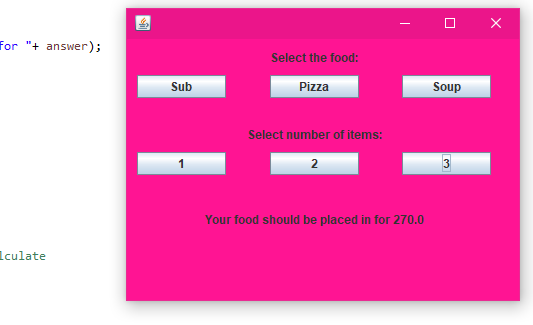 for "+ answer);
Select the food:
Sub Pizza Soup
Select number of items:
1 2 3
Your food should be placed in for 270.0
lculate